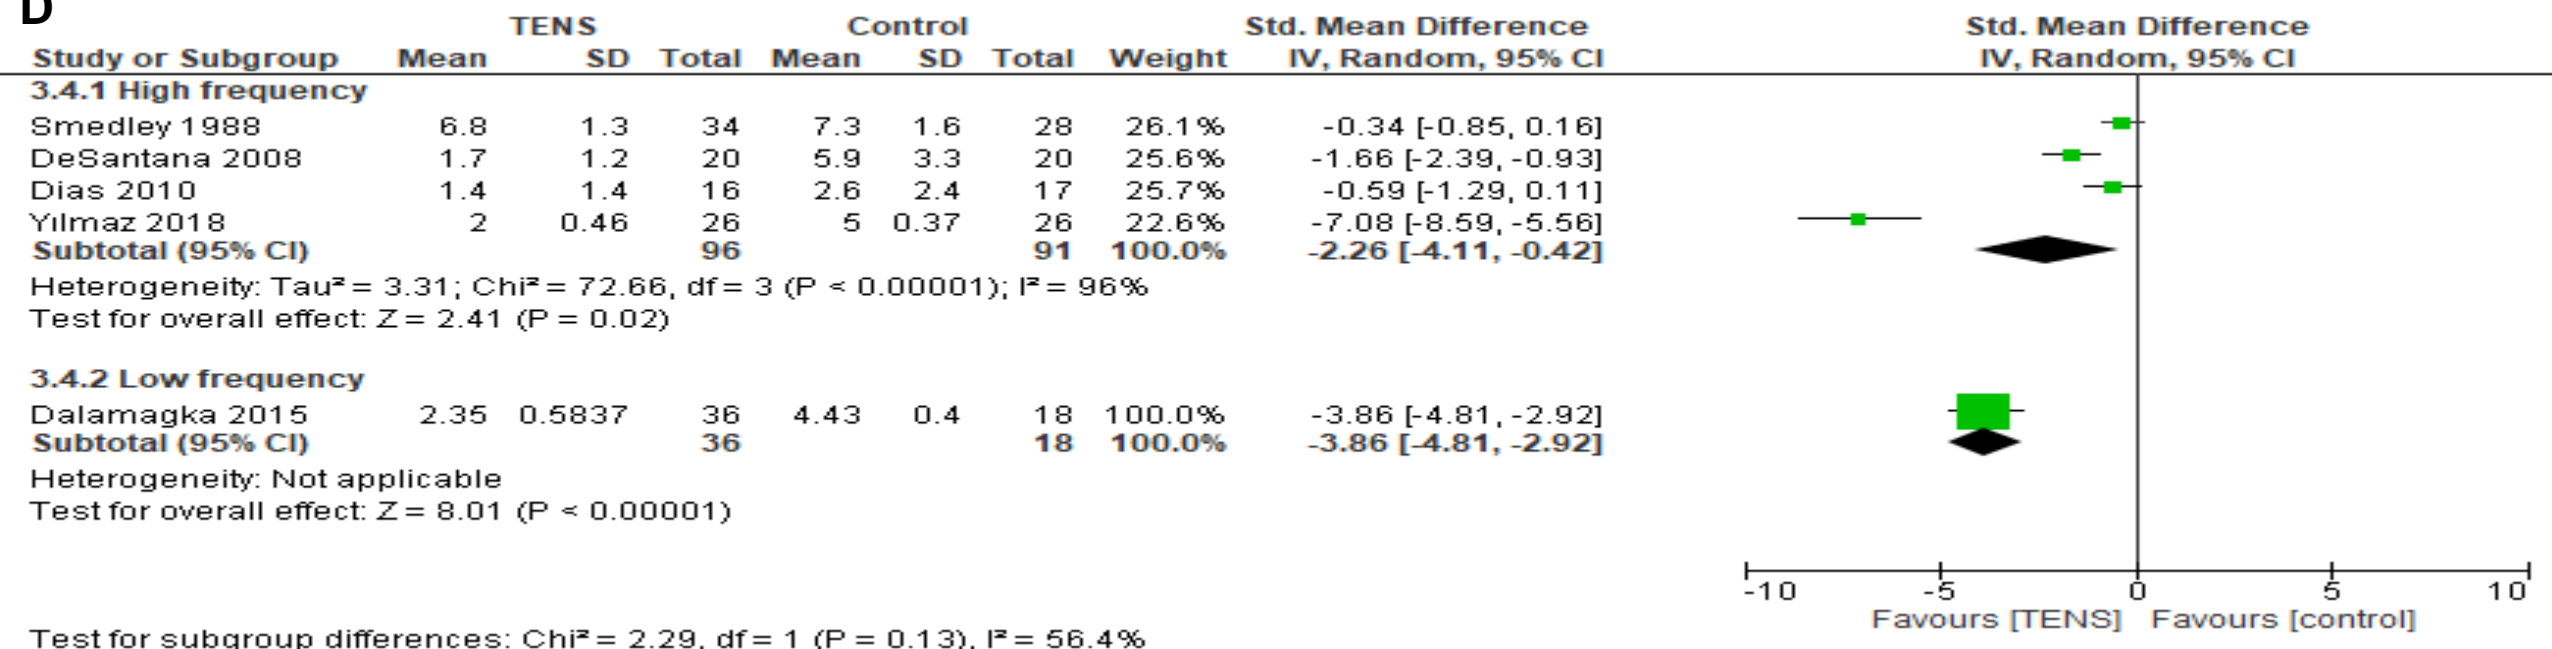 D
TENS Control Std. Mean Difference Std. Mean Difference
Study or Subgroup Mean SD Total Mean SD Total Weight IV, Random, 95% CI IV, Random, 95% CI
3.4.1 High frequency
Smedley 1988 6.8 1.3 34 7.3 1.6 28 26.1% -0.34 [-0.85, 0.16]
DeSantana 2008 1.7 1.2 20 5.9 3.3 20 25.6% -1.66 [-2.39, -0.93]
Dias 2010 1.4 1.4 16 2.6 2.4 17 25.7% -0.59 [-1.29, 0.11]
Yılmaz 2018 2 0.46 26 5 0.37 26 22.6% -7.08 [-8.59, -5.56]
Subtotal (95% CI) 96 91 100.0% -2.26 [-4.11, -0.42]
Heterogeneity: Tau² = 3.31; Chi² = 72.66, df = 3 (P < 0.00001); I² = 96%
Test for overall effect: Z = 2.41 (P = 0.02)
3.4.2 Low frequency
Dalamagka 2015 2.35 0.5837 36 4.43 0.4 18 100.0% -3.86 [-4.81, -2.92]
Subtotal (95% CI) 36 18 100.0% -3.86 [-4.81, -2.92]
Heterogeneity: Not applicable
Test for overall effect: Z = 8.01 (P < 0.00001)
-10 -5 0 5 10
Favours [TENS] Favours [control]
Test for subgroup differences: Chi² = 2.29, df = 1 (P = 0.13), I² = 56.4%